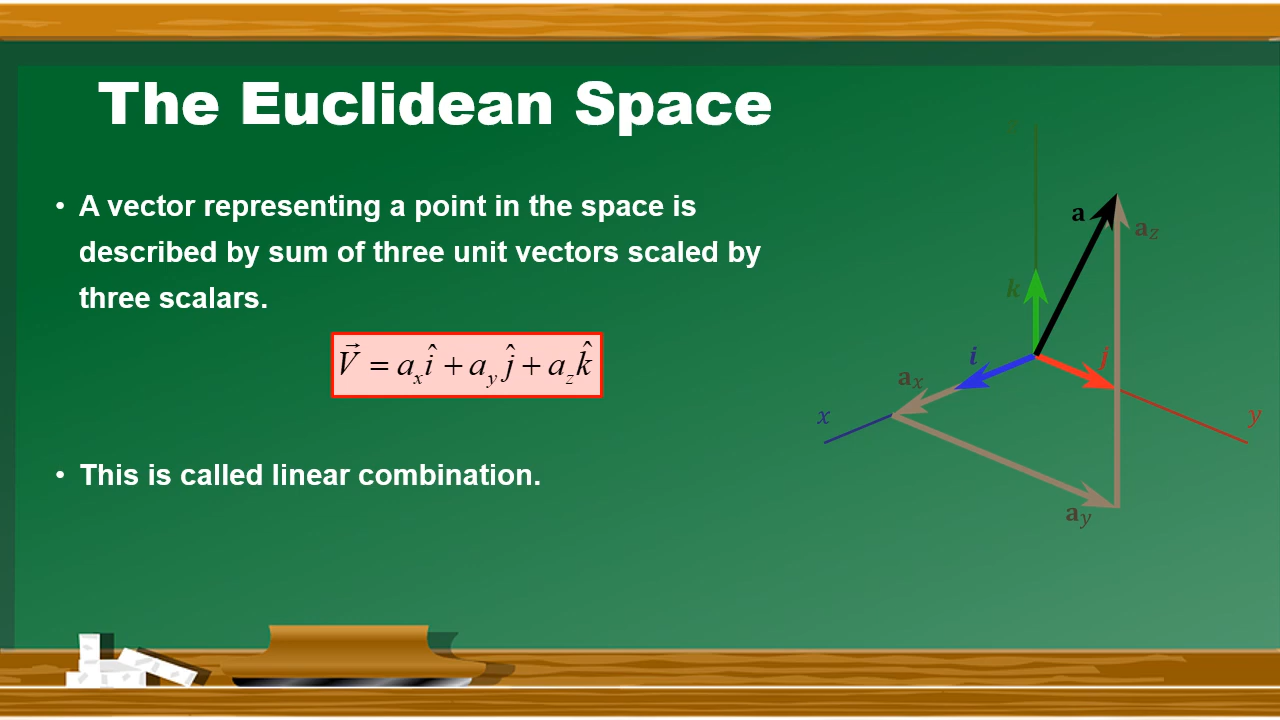 The Euclidean Space
• A vector representing a point in the space is
described by sum of three unit vectors scaled by
three scalars.
V⃗ = aₓî + a_y ĵ + a_z k̂
• This is called linear combination.
z
a
a_z
k
i
j
aₓ
x
y
a_y